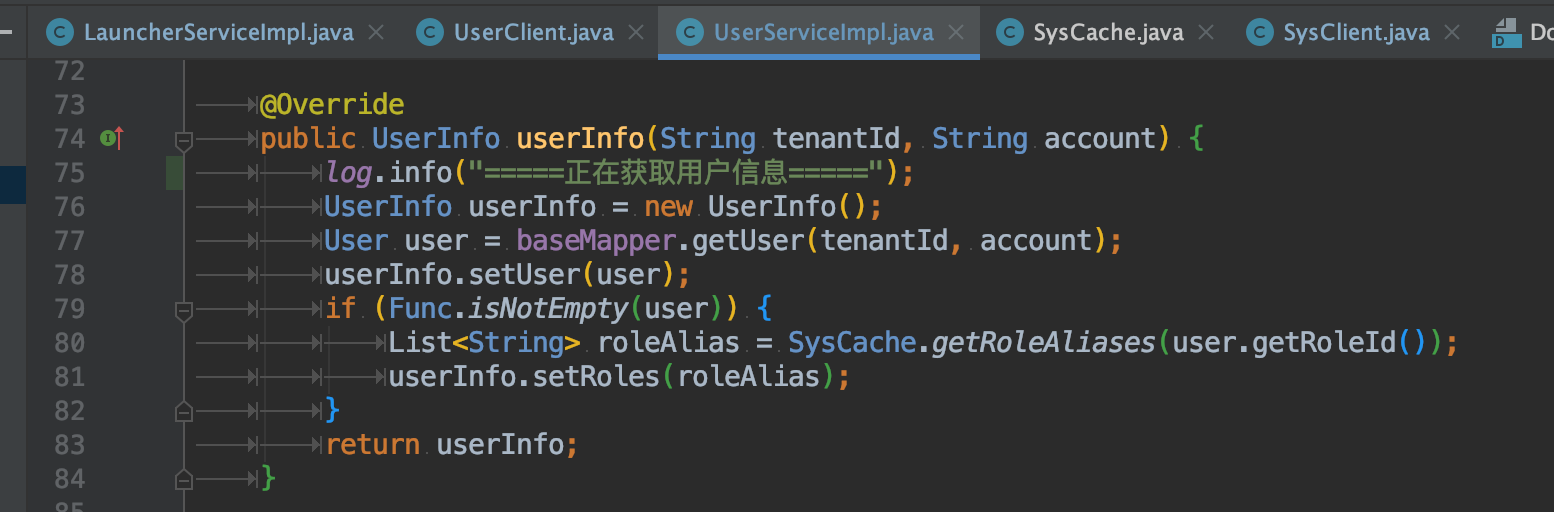 LauncherServiceImpl.java UserClient.java UserServiceImpl.java SysCache.java SysClient.java
72
73 @Override
74 public UserInfo userInfo(String tenantId, String account) {
75 log.info("=====正在获取用户信息=====");
76 UserInfo userInfo = new UserInfo();
77 User user = baseMapper.getUser(tenantId, account);
78 userInfo.setUser(user);
79 if (Func.isNotEmpty(user)) {
80 List<String> roleAlias = SysCache.getRoleAliases(user.getRoleId());
81 userInfo.setRoles(roleAlias);
82 }
83 return userInfo;
84 }